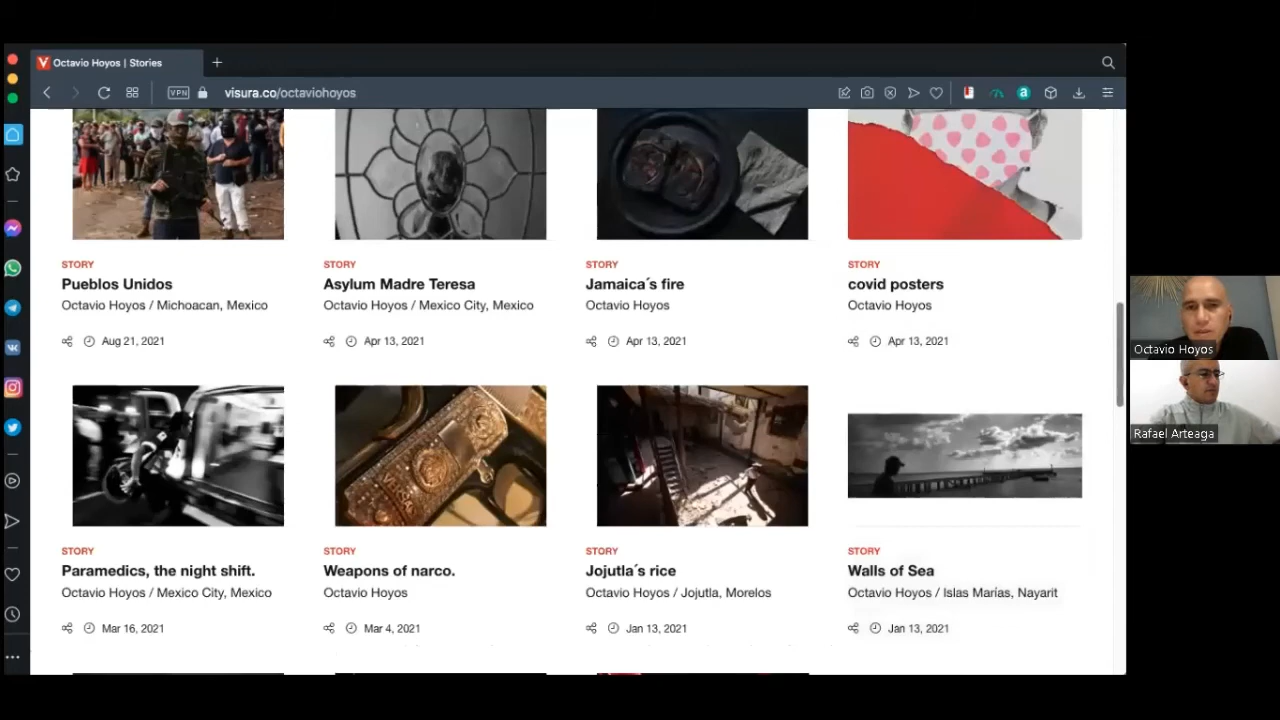 Octavio Hoyos | Stories
VPN
visura.co/octaviohoyos
STORY
Pueblos Unidos
Octavio Hoyos / Michoacan, Mexico
Aug 21, 2021
STORY
Asylum Madre Teresa
Octavio Hoyos / Mexico City, Mexico
Apr 13, 2021
STORY
Jamaica´s fire
Octavio Hoyos
Apr 13, 2021
STORY
covid posters
Octavio Hoyos
Apr 13, 2021
STORY
Paramedics, the night shift.
Octavio Hoyos / Mexico City, Mexico
Mar 16, 2021
STORY
Weapons of narco.
Octavio Hoyos
Mar 4, 2021
STORY
Jojutla´s rice
Octavio Hoyos / Jojutla, Morelos
Jan 13, 2021
STORY
Walls of Sea
Octavio Hoyos / Islas Marías, Nayarit
Jan 13, 2021
Octavio Hoyos
Rafael Arteaga